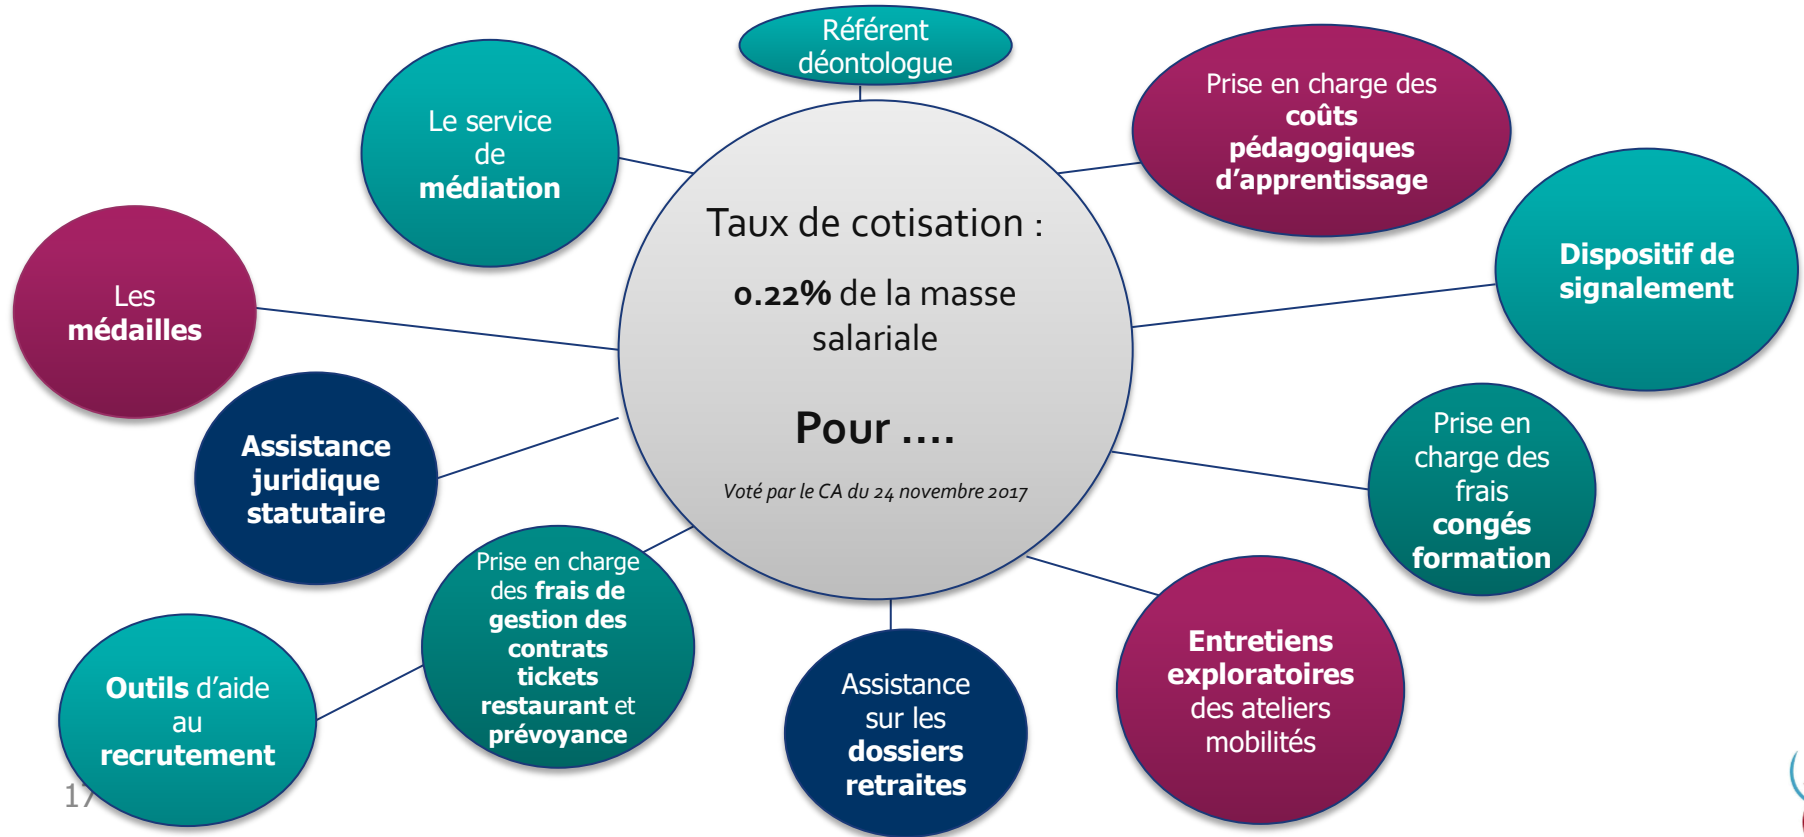 Référent
déontologue
Le service
de
médiation
Prise en charge des
coûts
pédagogiques
d’apprentissage
Les
médailles
Taux de cotisation :
0.22% de la masse
salariale
Pour ....
Voté par le CA du 24 novembre 2017
Dispositif de
signalement
Assistance
juridique
statutaire
Prise en
charge des
frais
congés
formation
Outils d’aide
au
recrutement
Prise en charge
des frais de
gestion des
contrats
tickets
restaurant et
prévoyance
Assistance
sur les
dossiers
retraites
Entretiens
exploratoires
des ateliers
mobilités
17